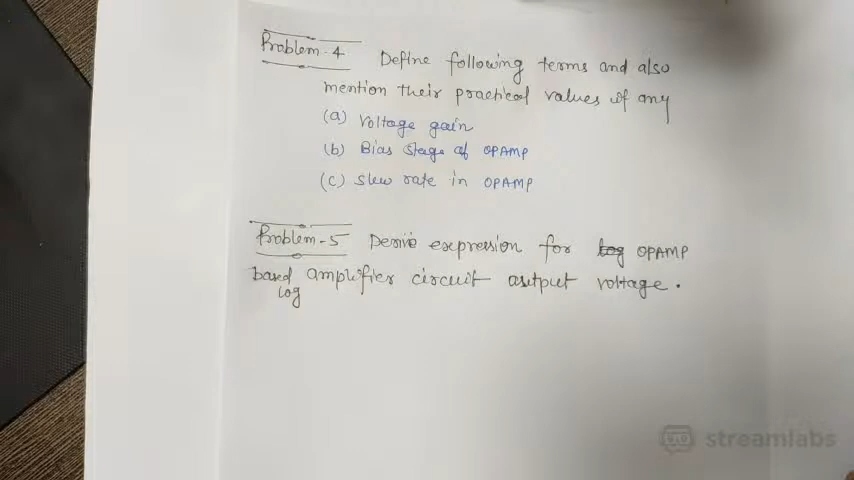 Problem-4 Define following terms and also
mention their practical values if any
(a) Voltage gain
(b) Bias stage of OPAMP
(c) Slew rate in OPAMP
Problem-5 Derive expression for log OPAMP
based amplifier circuit output voltage.
log
streamlabs